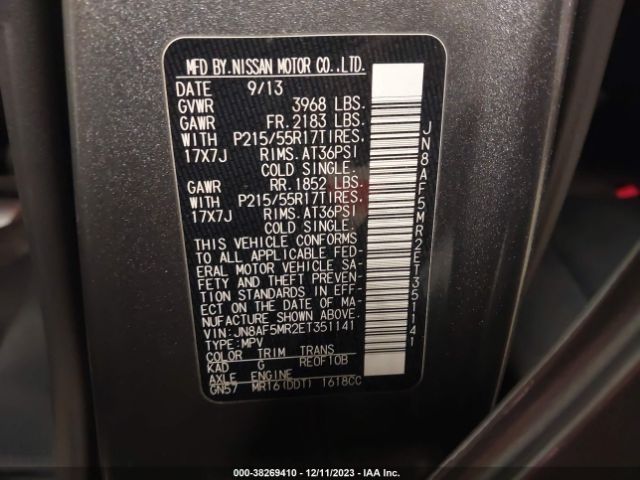 MFD BY.NISSAN MOTOR CO.,LTD.
DATE 9/13
GVWR 3968 LBS.
GAWR FR.2183 LBS.
WITH P215/55R17TIRES.
17X7J RIMS.AT36PSI
COLD SINGLE.
GAWR RR.1852 LBS.
WITH P215/55R17TIRES.
17X7J RIMS.AT36PSI
COLD SINGLE.
THIS VEHICLE CONFORMS
TO ALL APPLICABLE FED-
ERAL MOTOR VEHICLE SA-
FETY AND THEFT PREVEN-
TION STANDARDS IN EFF-
ECT ON THE DATE OF MA-
NUFACTURE SHOWN ABOVE.
VIN:JN8AF5MR2ET351141
TYPE:MPV
COLOR TRIM TRANS
KAD G RE0F10B
AXLE ENGINE
GN57 MR16(DDT) 1618CC
JN8AF5MR2ET351141
000-38269410 - 12/11/2023 - IAA Inc.